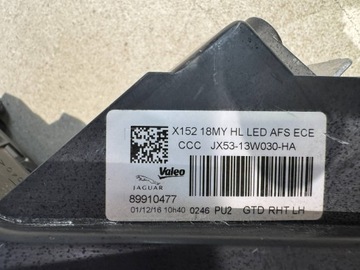 X152 18MY HL LED AFS ECE
CCC JX53-13W030-HA
Valeo
JAGUAR
89910477
01/12/16 10h40 0246 PU2 GTD RHT LH